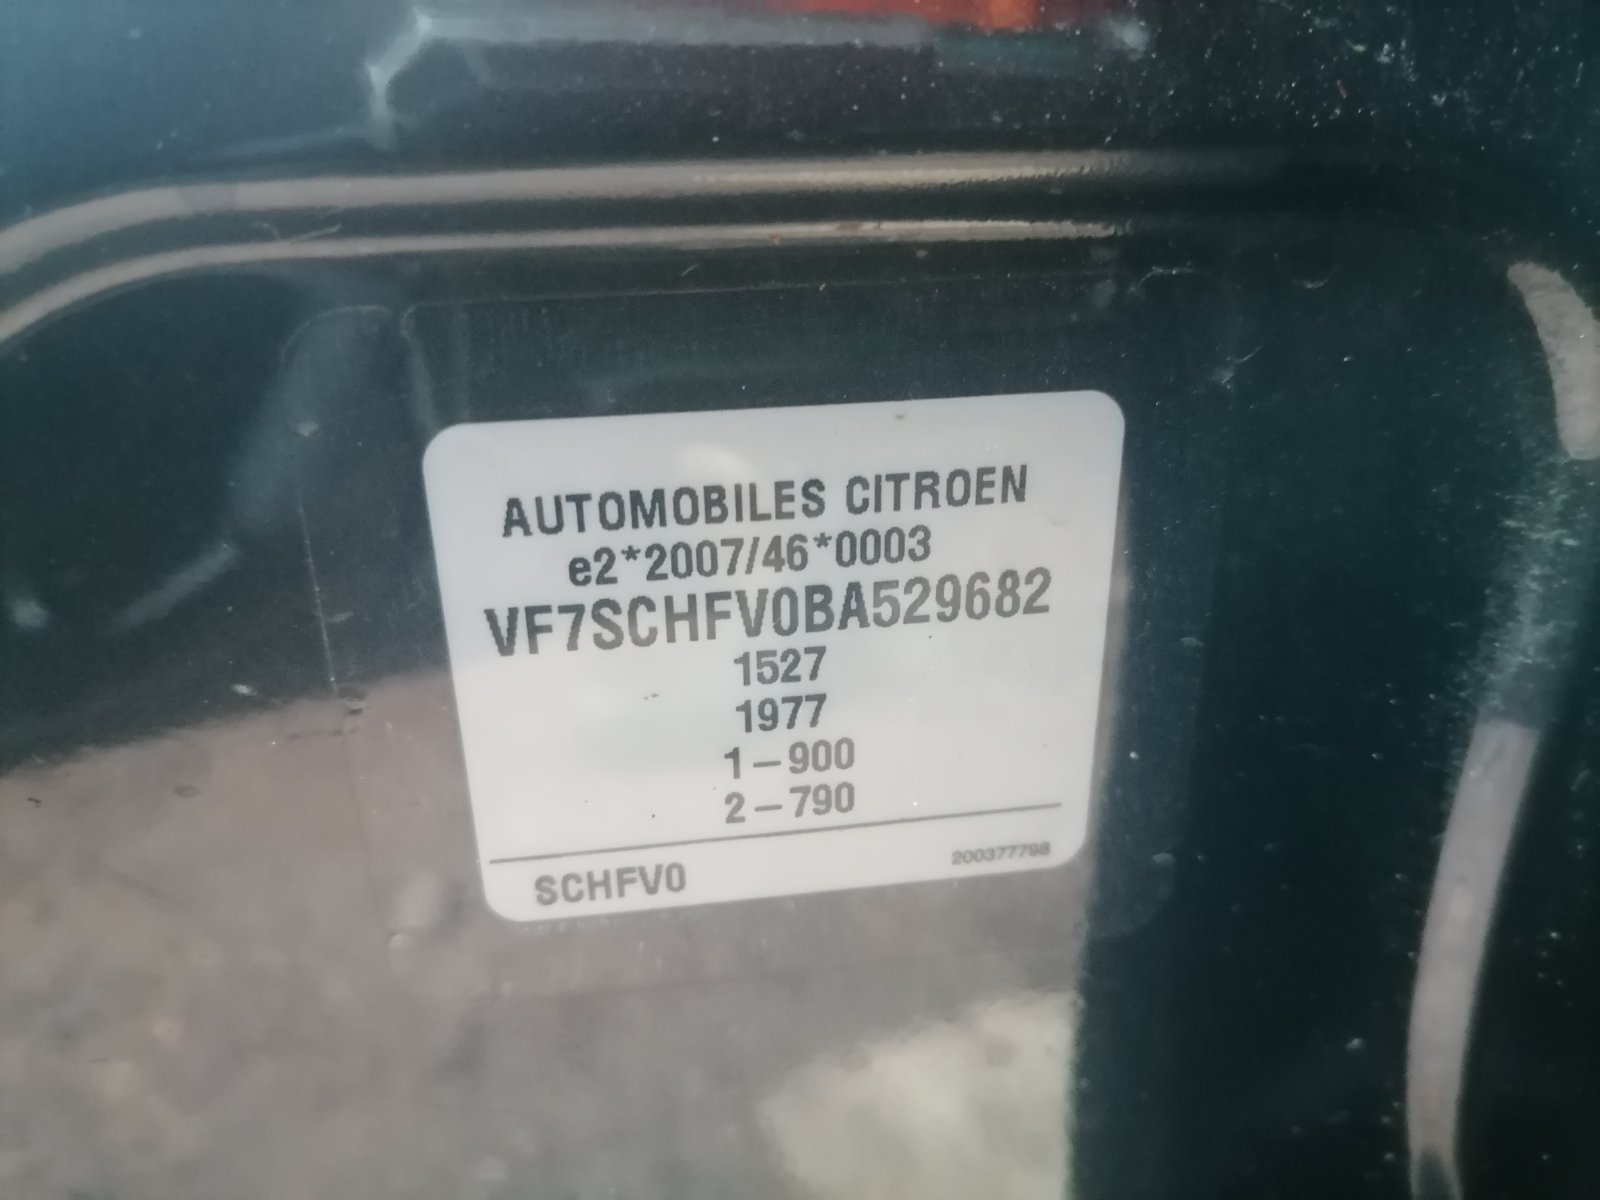 AUTOMOBILES CITROEN
e2*2007/46*0003
VF7SCHFV0BA529682
1527
1977
1-900
2-790
SCHFV0
200377798